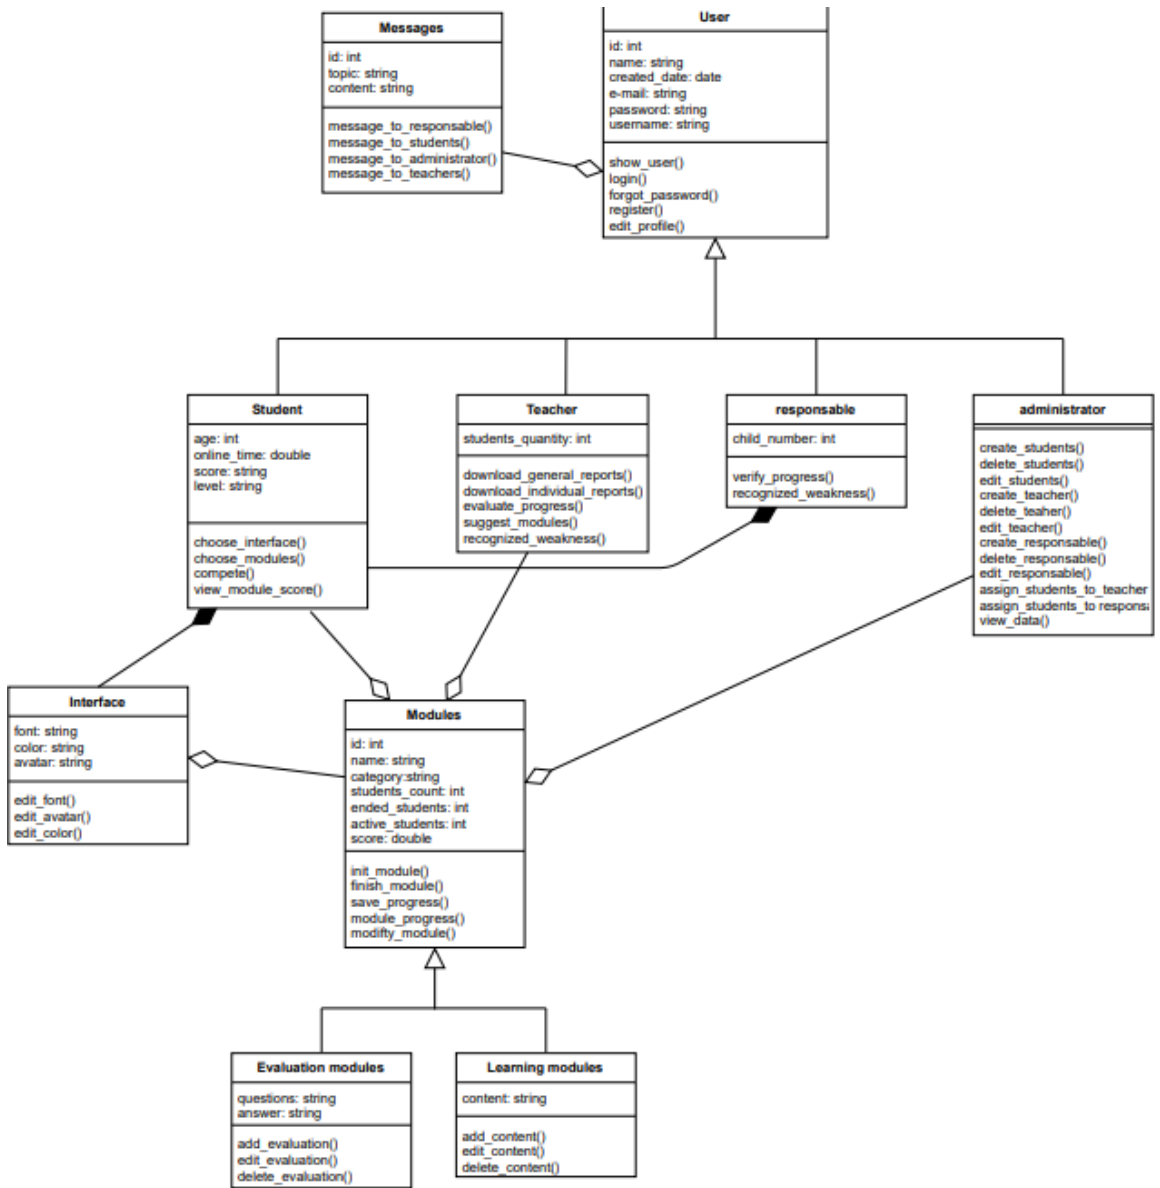 Messages
id: int
topic: string
content: string
message_to_responsable()
message_to_students()
message_to_administrator()
message_to_teachers()
User
id: int
name: string
created_date: date
e-mail: string
password: string
username: string
show_user()
login()
forgot_password()
register()
edit_profile()
Student
age: int
online_time: double
score: string
level: string
choose_interface()
choose_modules()
compete()
view_module_score()
Teacher
students_quantity: int
download_general_reports()
download_individual_reports()
evaluate_progress()
suggest_modules()
recognized_weakness()
responsable
child_number: int
verify_progress()
recognized_weakness()
administrator
create_students()
delete_students()
edit_students()
create_teacher()
delete_teaher()
edit_teacher()
create_responsable()
delete_responsable()
edit_responsable()
assign_students_to_teacher
assign_students_to responsa
view_data()
Interface
font: string
color: string
avatar: string
edit_font()
edit_avatar()
edit_color()
Modules
id: int
name: string
category:string
students_count: int
ended_students: int
active_students: int
score: double
init_module()
finish_module()
save_progress()
module_progress()
modifty_module()
Evaluation modules
questions: string
answer: string
add_evaluation()
edit_evaluation()
delete_evaluation()
Learning modules
content: string
add_content()
edit_content()
delete_content()